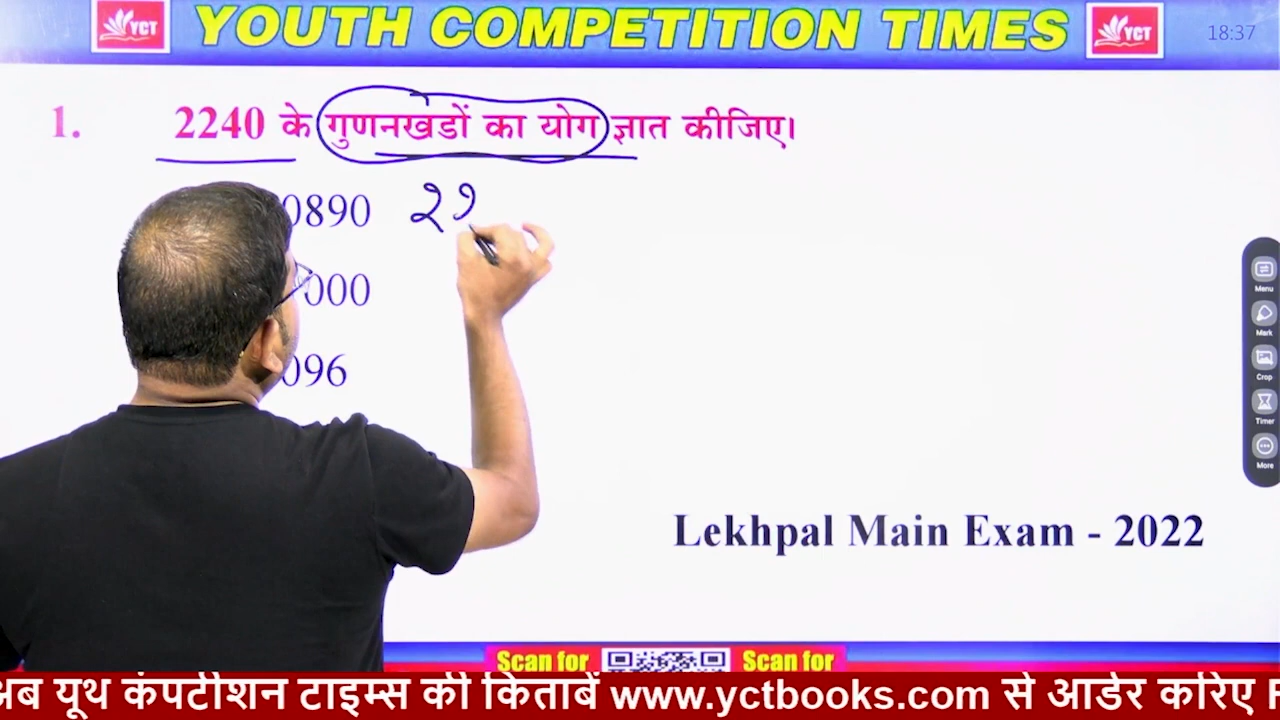 YCT YOUTH COMPETITION TIMES YCT 18:37
1. 2240 के गुणनखंडों का योग ज्ञात कीजिए।
0890 22
000
096
Menu
Mark
Crop
Timer
More
Lekhpal Main Exam - 2022
Scan for Scan for
अब यूथ कंपटीशन टाइम्स की किताबें www.yctbooks.com से आर्डर करिए